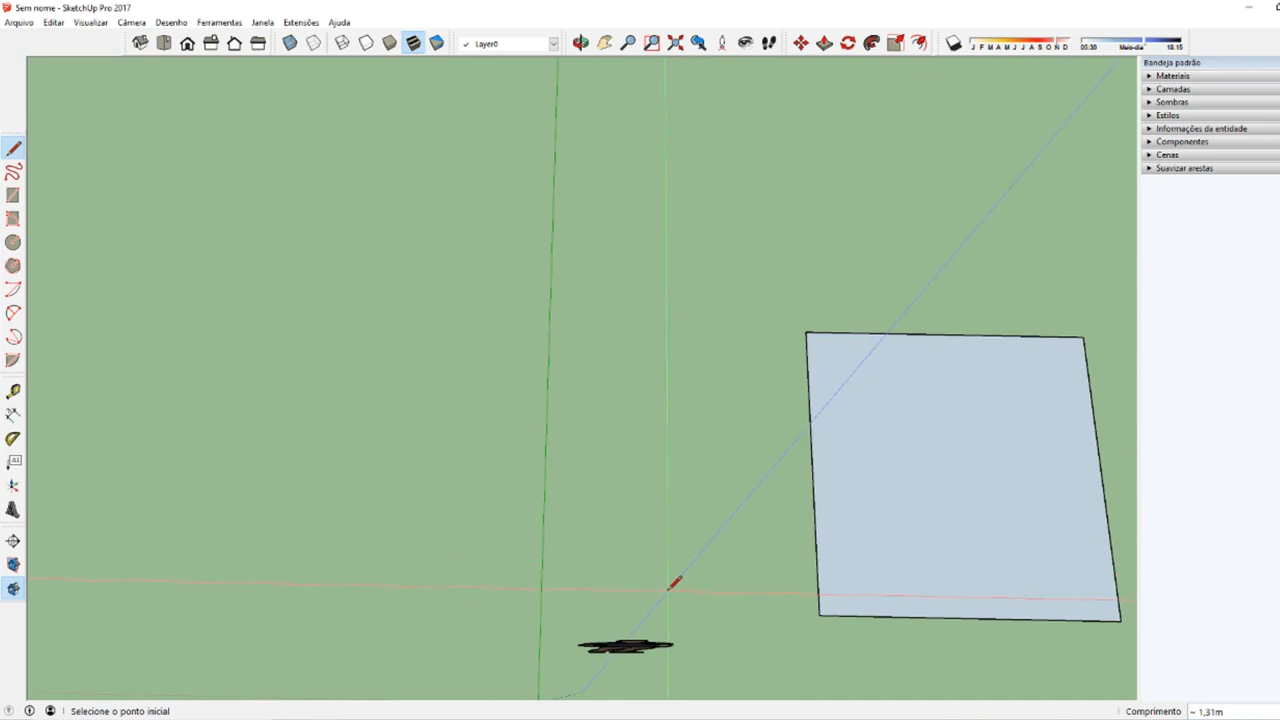 Sem nome - SketchUp Pro 2017
Arquivo Editar Visualizar Câmera Desenho Ferramentas Janela Extensões Ajuda
Layer0
J F M A M J J A S O N D
05:30 Meio-dia 18:15
Bandeja padrão
Materiais
Camadas
Sombras
Estilos
Informações da entidade
Componentes
Cenas
Suavizar arestas
A1
Selecione o ponto inicial
Comprimento ~ 1,31m